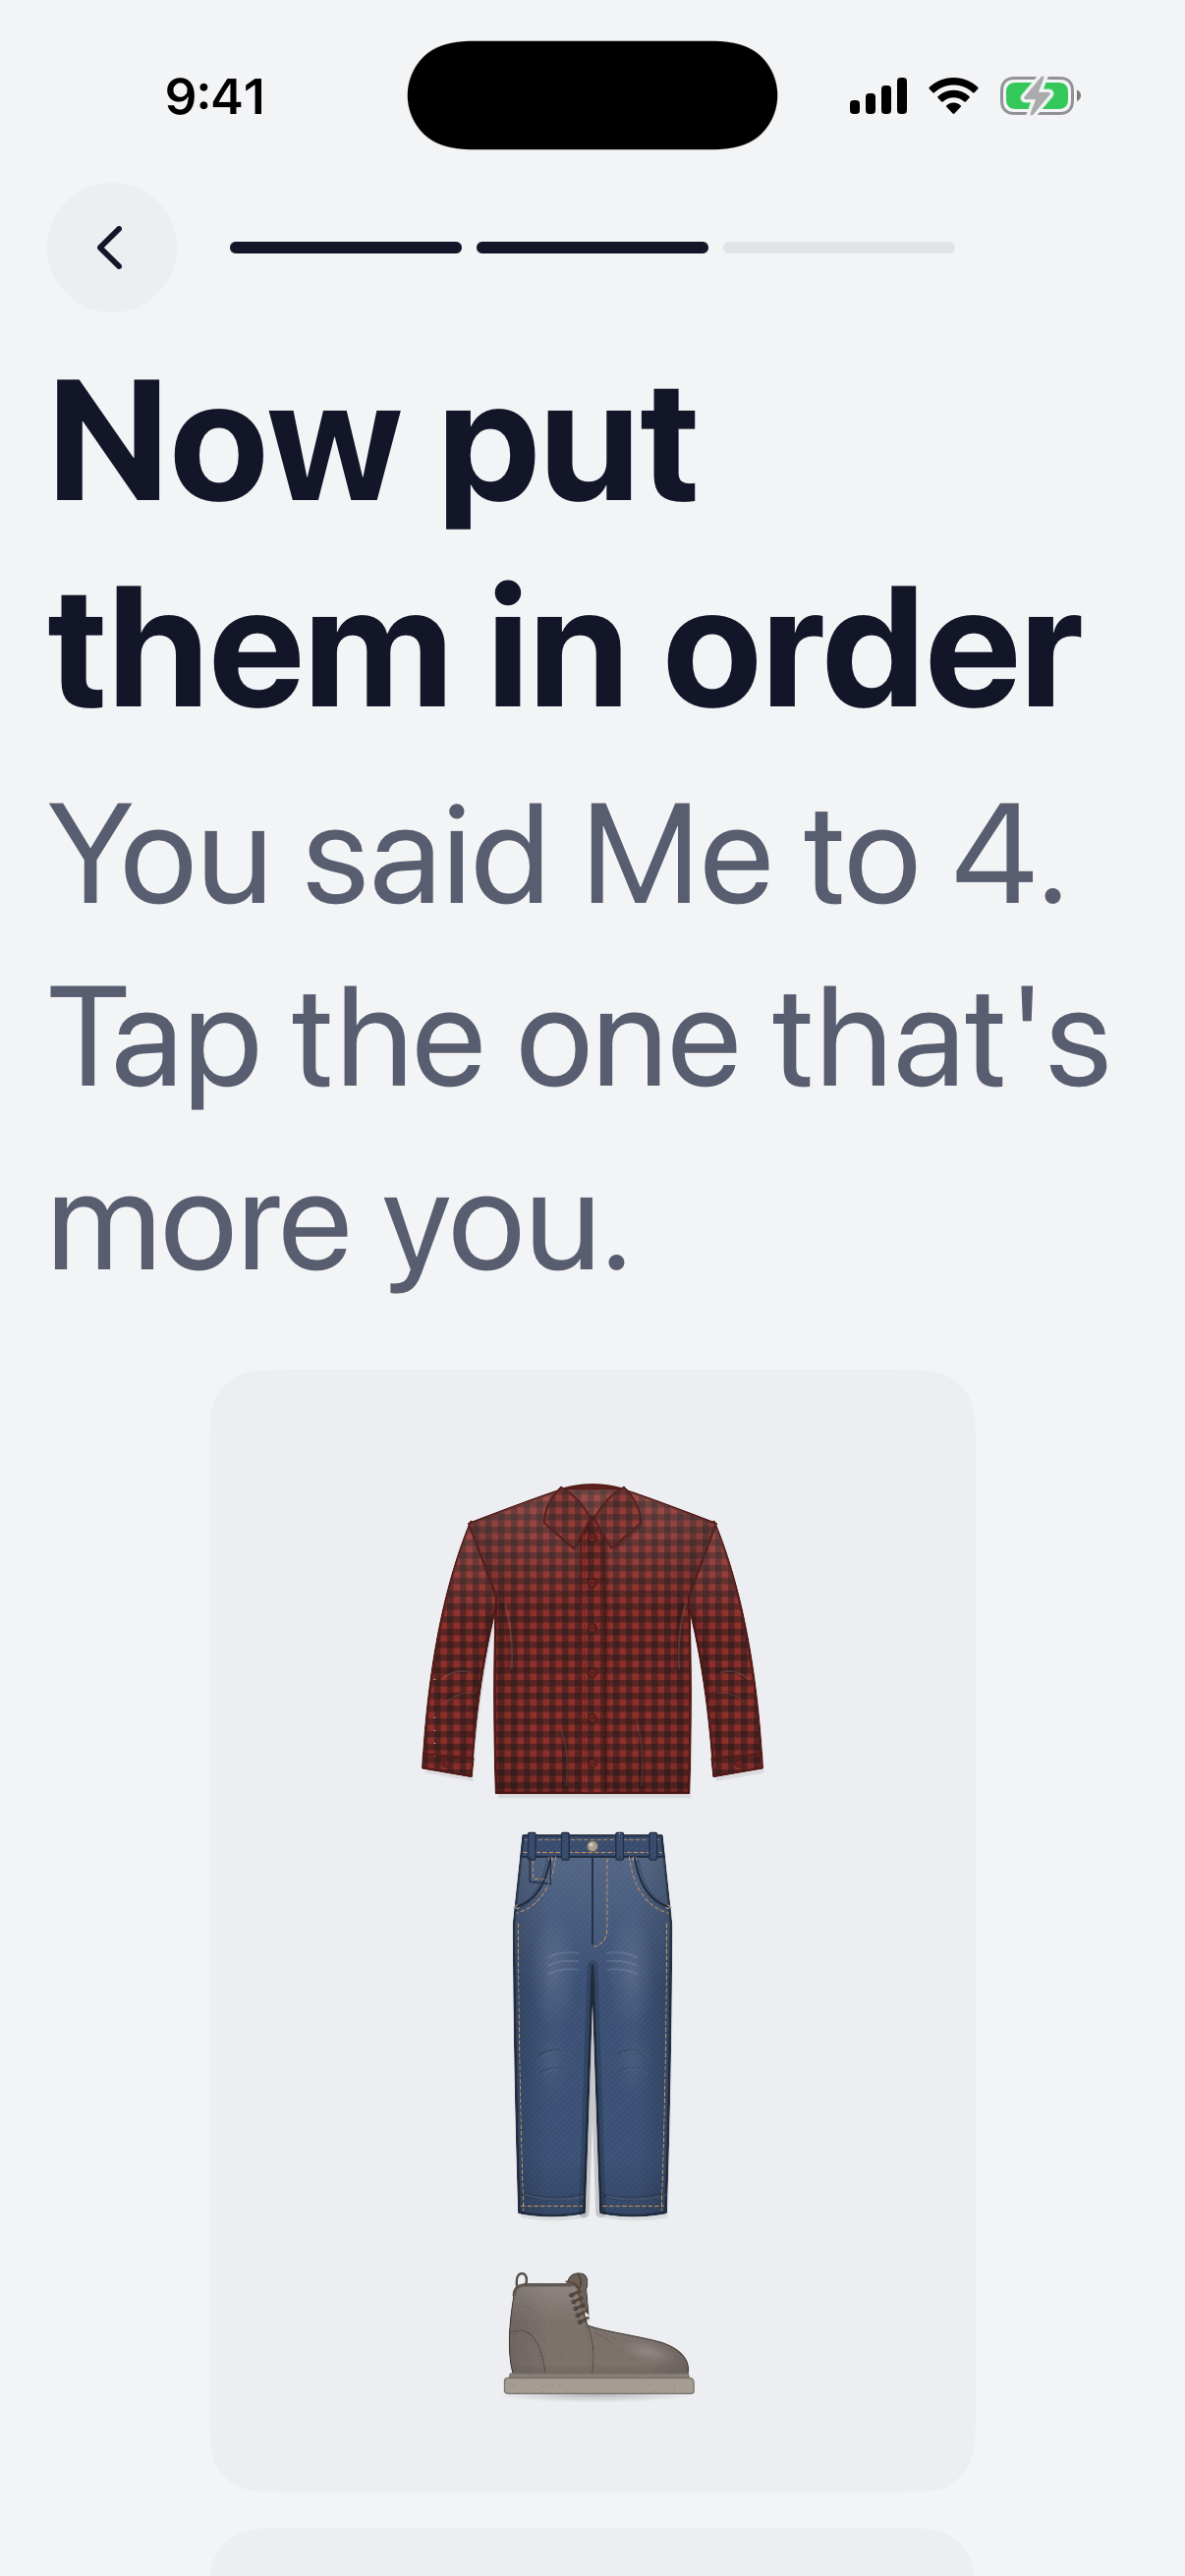 9:41
Now put
them in order
You said Me to 4.
Tap the one that's
more you.